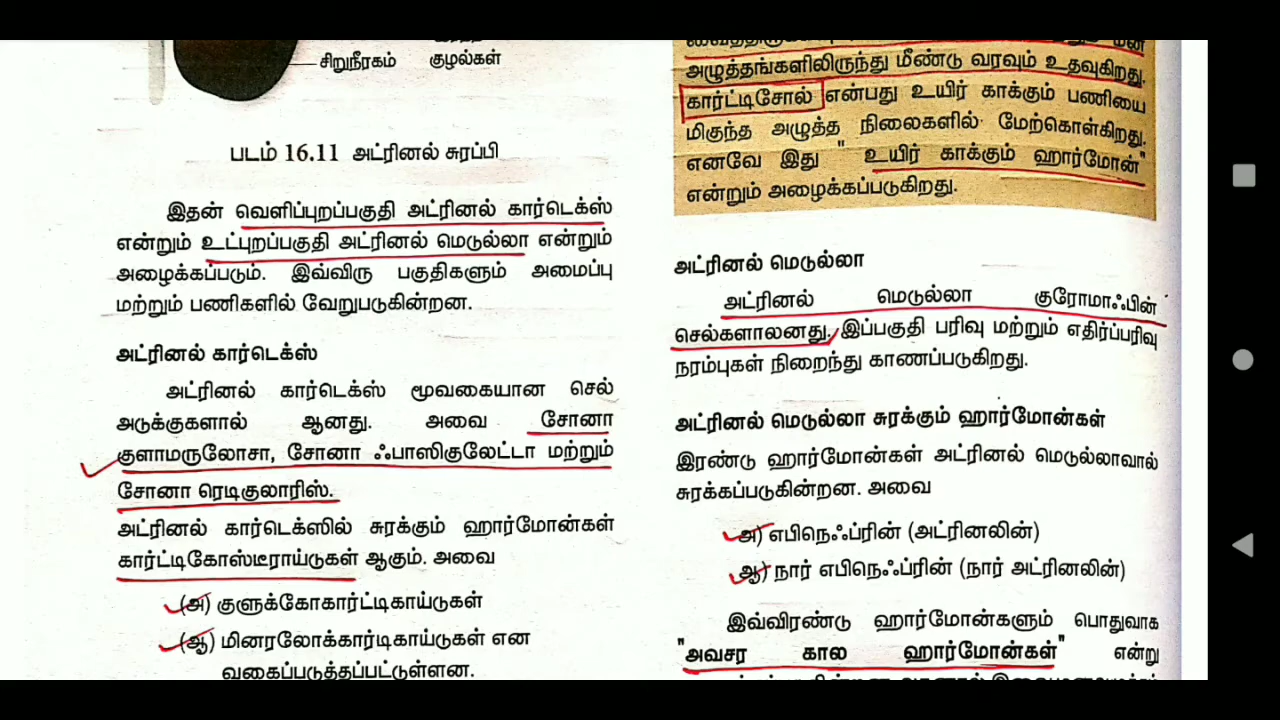 சிறுநீரகம் குழல்கள்
படம் 16.11 அட்ரினல் சுரப்பி
இதன் வெளிப்புறப்பகுதி அட்ரினல் கார்டெக்ஸ்
என்றும் உட்புறப்பகுதி அட்ரினல் மெடுல்லா என்றும்
அழைக்கப்படும். இவ்விரு பகுதிகளும் அமைப்பு
மற்றும் பணிகளில் வேறுபடுகின்றன.
அட்ரினல் கார்டெக்ஸ்
அட்ரினல் கார்டெக்ஸ் மூவகையான செல்
அடுக்குகளால் ஆனது. அவை சோனா
குளாமருலோசா, சோனா ஃபாஸிகுலேட்டா மற்றும்
சோனா ரெடிகுலாரிஸ்.
அட்ரினல் கார்டெக்ஸில் சுரக்கும் ஹார்மோன்கள்
கார்ட்டிகோஸ்டீராய்டுகள் ஆகும். அவை
(அ) குளுக்கோகார்ட்டிகாய்டுகள்
(ஆ) மினரலோக்கார்டிகாய்டுகள் என
வகைப்படுத்தப்பட்டுள்ளன.
அழுத்தங்களிலிருந்து மீண்டு வரவும் உதவுகிறது.
கார்ட்டிசோல் என்பது உயிர் காக்கும் பணியை
மிகுந்த அழுத்த நிலைகளில் மேற்கொள்கிறது.
எனவே இது " உயிர் காக்கும் ஹார்மோன்"
என்றும் அழைக்கப்படுகிறது.
அட்ரினல் மெடுல்லா
அட்ரினல் மெடுல்லா குரோமாஃபின்
செல்களாலானது. இப்பகுதி பரிவு மற்றும் எதிர்ப்பரிவு
நரம்புகள் நிறைந்து காணப்படுகிறது.
அட்ரினல் மெடுல்லா சுரக்கும் ஹார்மோன்கள்
இரண்டு ஹார்மோன்கள் அட்ரினல் மெடுல்லாவால்
சுரக்கப்படுகின்றன. அவை
அ) எபிநெஃப்ரின் (அட்ரினலின்)
ஆ) நார் எபிநெஃப்ரின் (நார் அட்ரினலின்)
இவ்விரண்டு ஹார்மோன்களும் பொதுவாக
"அவசர கால ஹார்மோன்கள்" என்று